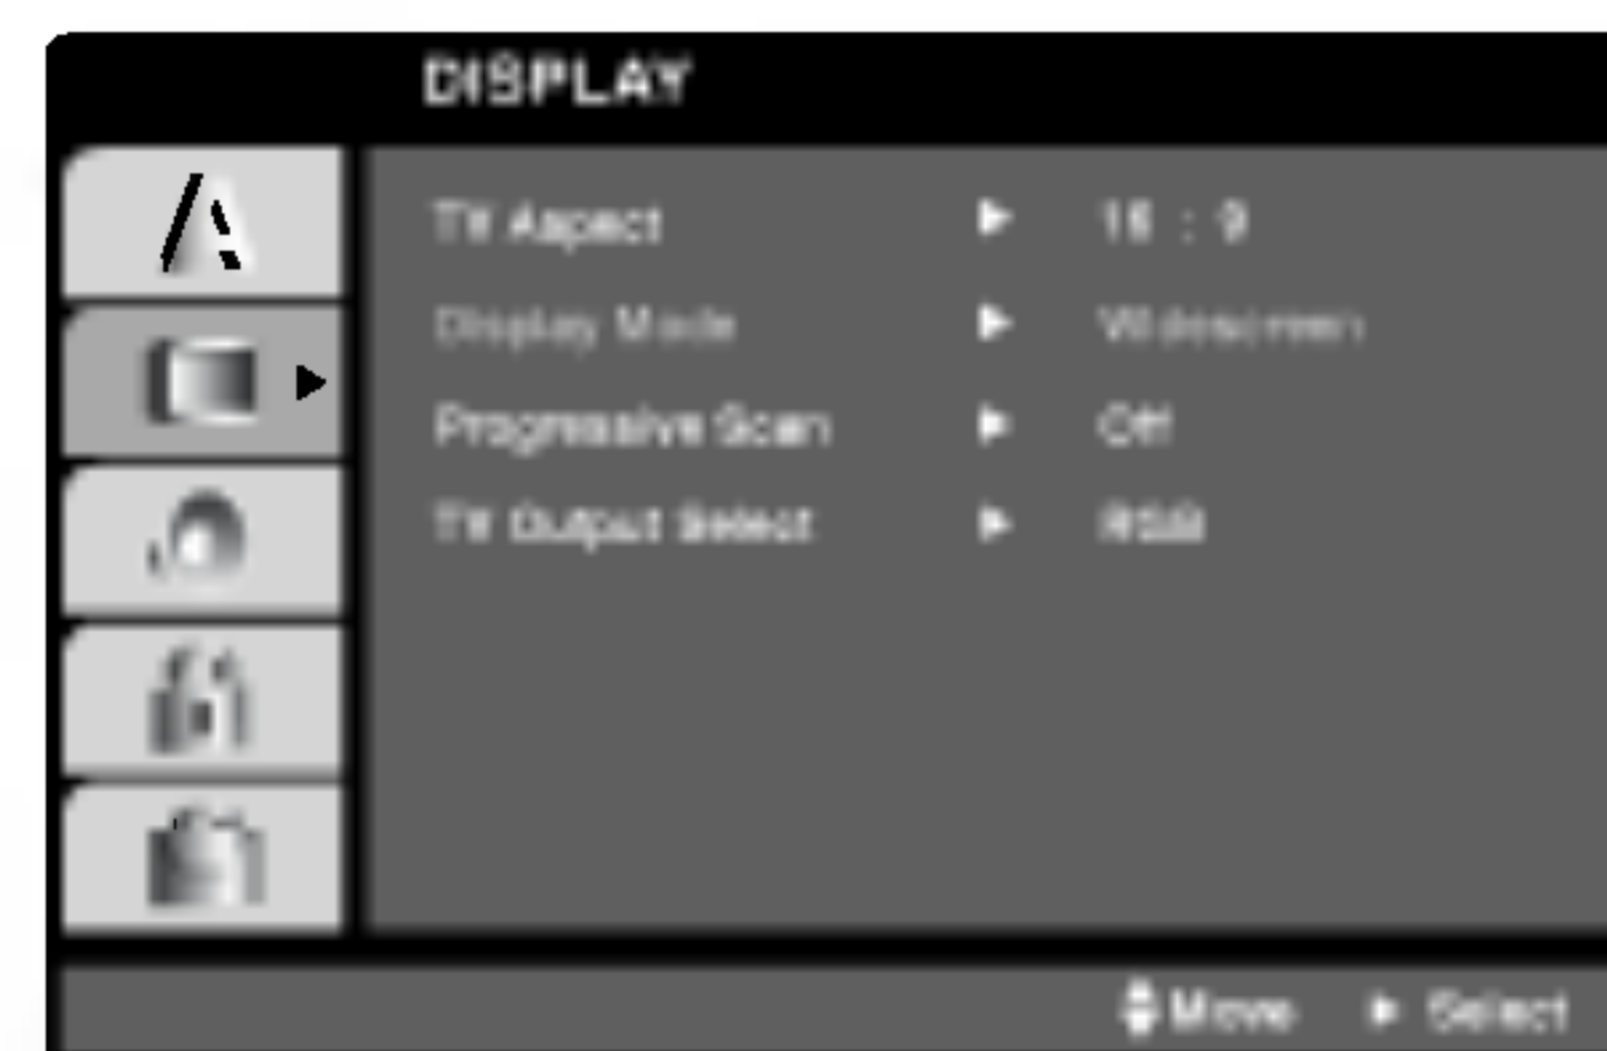 DISPLAY
TV Aspect ► 16 : 9
Display Mode ► Widescreen
Progressive Scan ► Off
TV Output Select ► RGB
Move ► Select